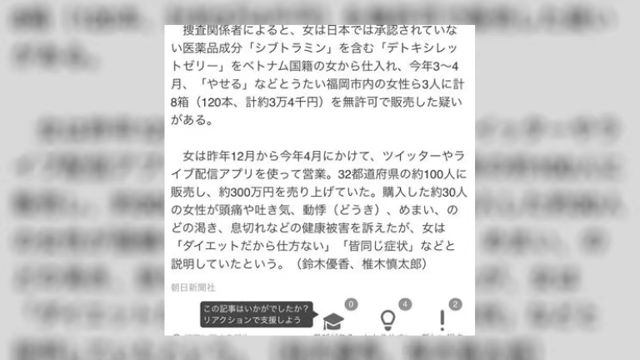 捜査関係者によると、女は日本では承認されていな
い医薬品成分「シブトラミン」を含む「デトキシレッ
トゼリー」をベトナム国籍の女から仕入れ、今年3〜4
月、「やせる」などとうたい福岡市内の女性ら3人に計
8箱（120本、計約3万4千円）を無許可で販売した疑い
がある。
女は昨年12月から今年4月にかけて、ツイッターやラ
イブ配信アプリを使って営業。32都道府県の約100人に
販売し、約300万円を売り上げていた。購入した約30人
の女性が頭痛や吐き気、動悸（どうき）、めまい、の
どの渇き、息切れなどの健康被害を訴えたが、女は
「ダイエットだから仕方ない」「皆同じ症状」などと
説明していたという。（鈴木優香、椎木慎太郎）
朝日新聞社
この記事はいかがでしたか？
リアクションで支援しよう
0
4
2